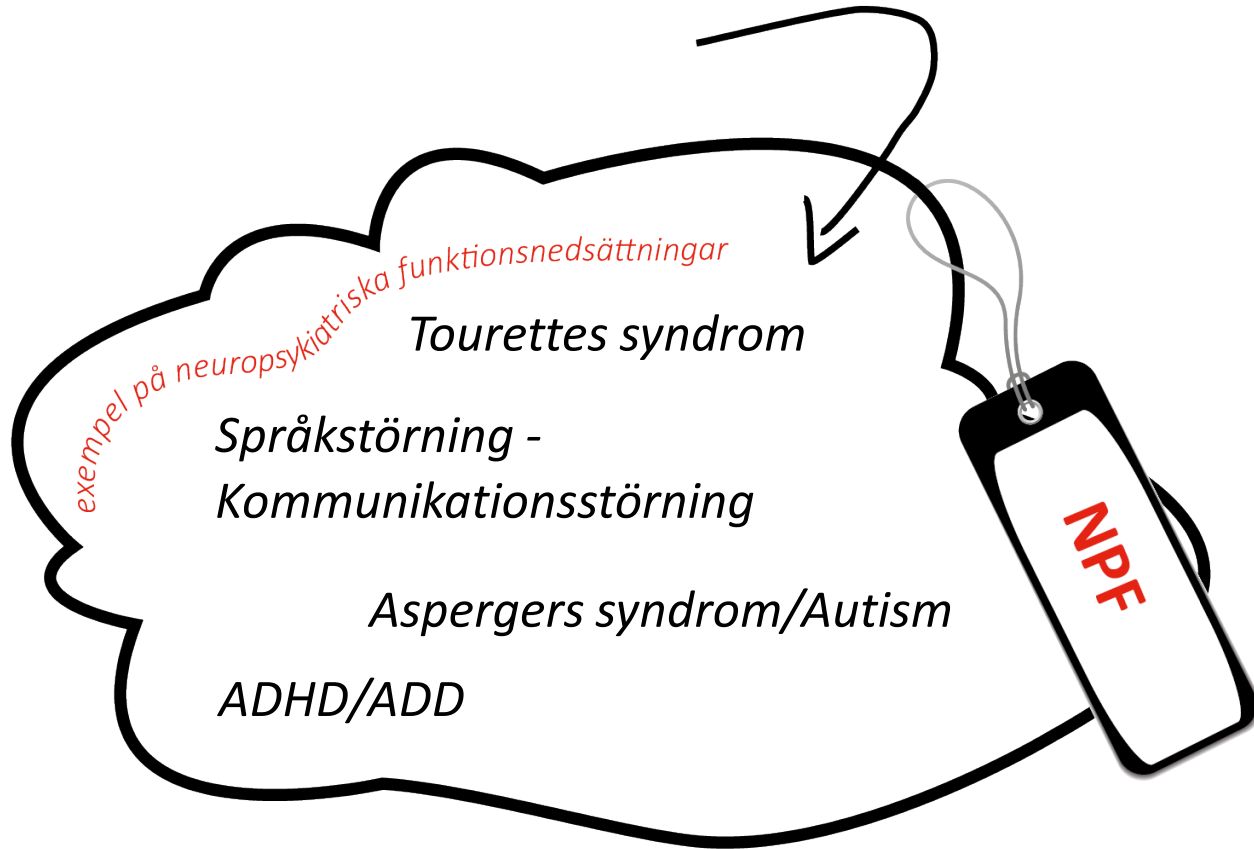 exempel på neuropsykiatriska funktionsnedsättningar
Tourettes syndrom
Språkstörning -
Kommunikationsstörning
Aspergers syndrom/Autism
ADHD/ADD
NPF